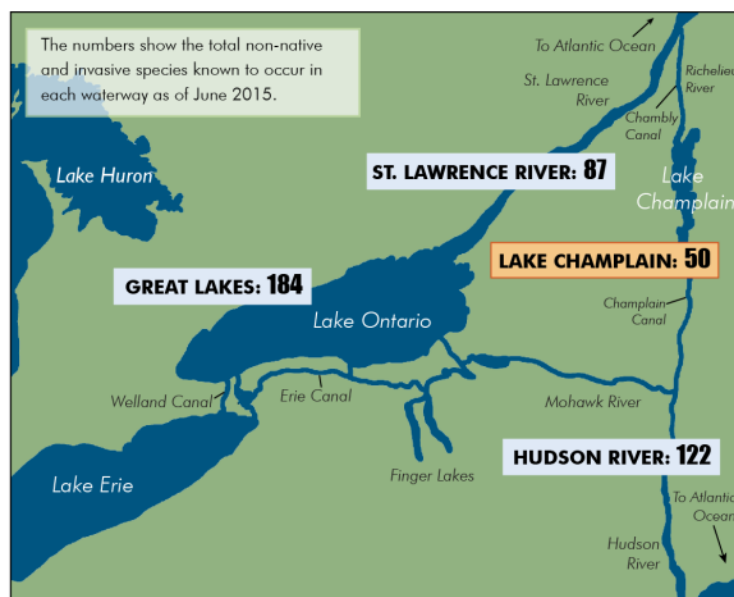 The numbers show the total non-native
and invasive species known to occur in
each waterway as of June 2015.
To Atlantic Ocean
St. Lawrence
River
Richelieu
River
Chambly
Canal
Lake Huron
ST. LAWRENCE RIVER: 87
Lake
Champlain
LAKE CHAMPLAIN: 50
GREAT LAKES: 184
Lake Ontario
Champlain
Canal
Welland Canal
Erie Canal
Mohawk River
HUDSON RIVER: 122
Lake Erie
Finger Lakes
To Atlantic
Ocean
Hudson
River